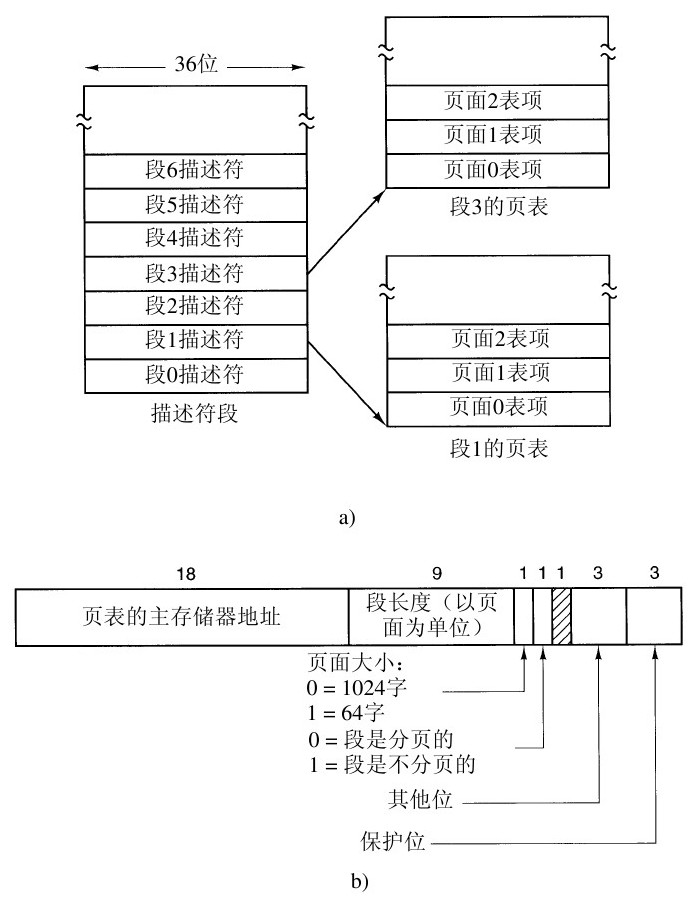 36位
段6描述符
段5描述符
段4描述符
段3描述符
段2描述符
段1描述符
段0描述符
描述符段
页面2表项
页面1表项
页面0表项
段3的页表
页面2表项
页面1表项
页面0表项
段1的页表
a)
18 9 1 1 1 3 3
页表的主存储器地址
段长度（以页
面为单位）
页面大小：
0 = 1024字
1 = 64字
0 = 段是分页的
1 = 段是不分页的
其他位
保护位
b)